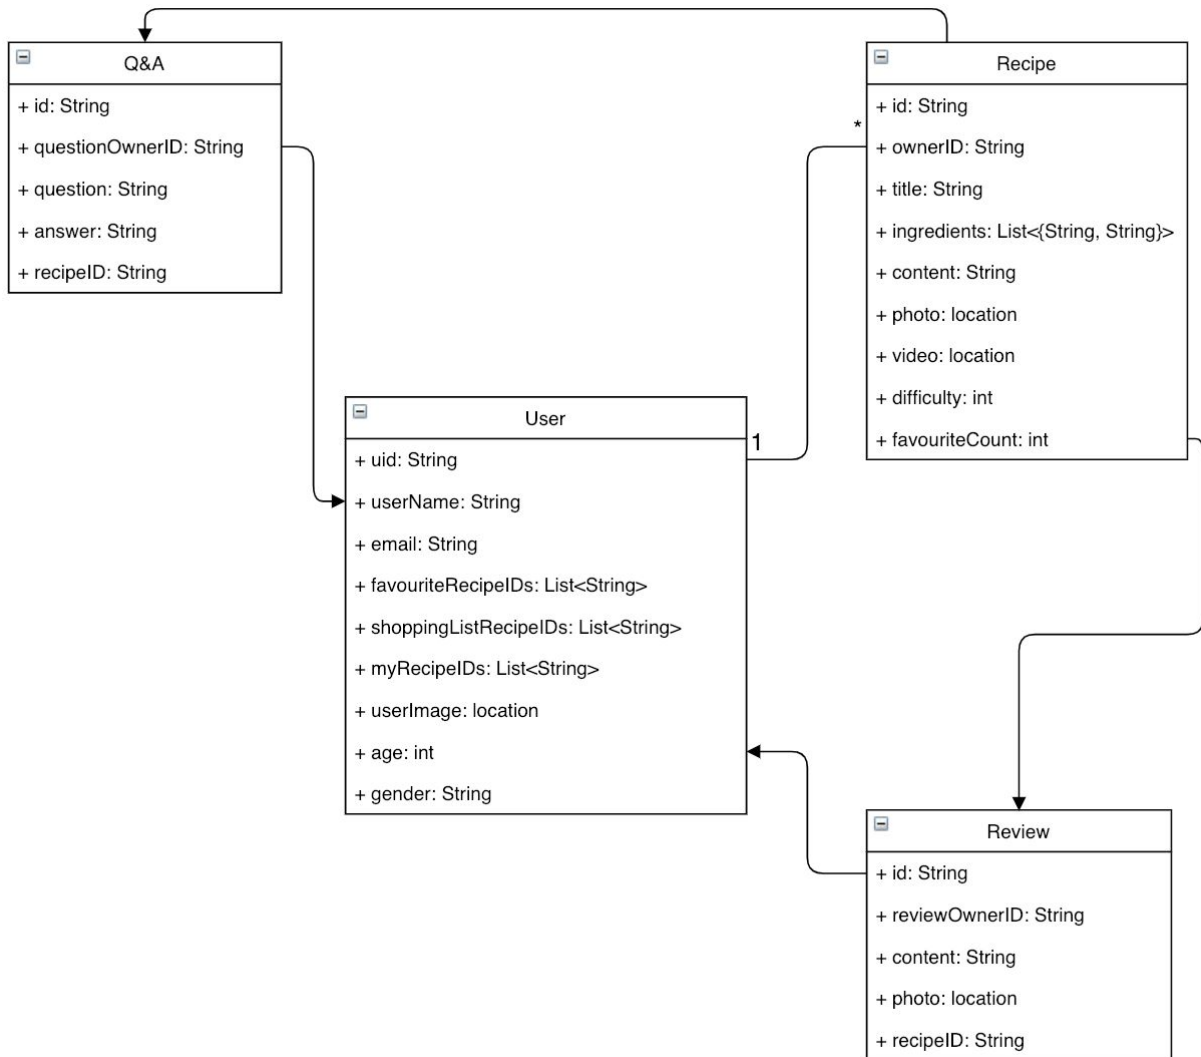 Q&A
+ id: String
+ questionOwnerID: String
+ question: String
+ answer: String
+ recipeID: String
Recipe
+ id: String
+ ownerID: String
+ title: String
+ ingredients: List<{String, String}>
+ content: String
+ photo: location
+ video: location
+ difficulty: int
+ favouriteCount: int
*
1
User
+ uid: String
+ userName: String
+ email: String
+ favouriteRecipeIDs: List<String>
+ shoppingListRecipeIDs: List<String>
+ myRecipeIDs: List<String>
+ userImage: location
+ age: int
+ gender: String
Review
+ id: String
+ reviewOwnerID: String
+ content: String
+ photo: location
+ recipeID: String